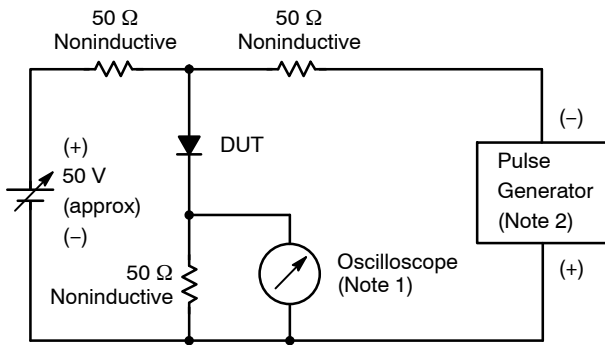 50 Ω
Noninductive
50 Ω
Noninductive
(+)
50 V
(approx)
(−)
DUT
(−)
Pulse
Generator
(Note 2)
(+)
50 Ω
Noninductive
Oscilloscope
(Note 1)